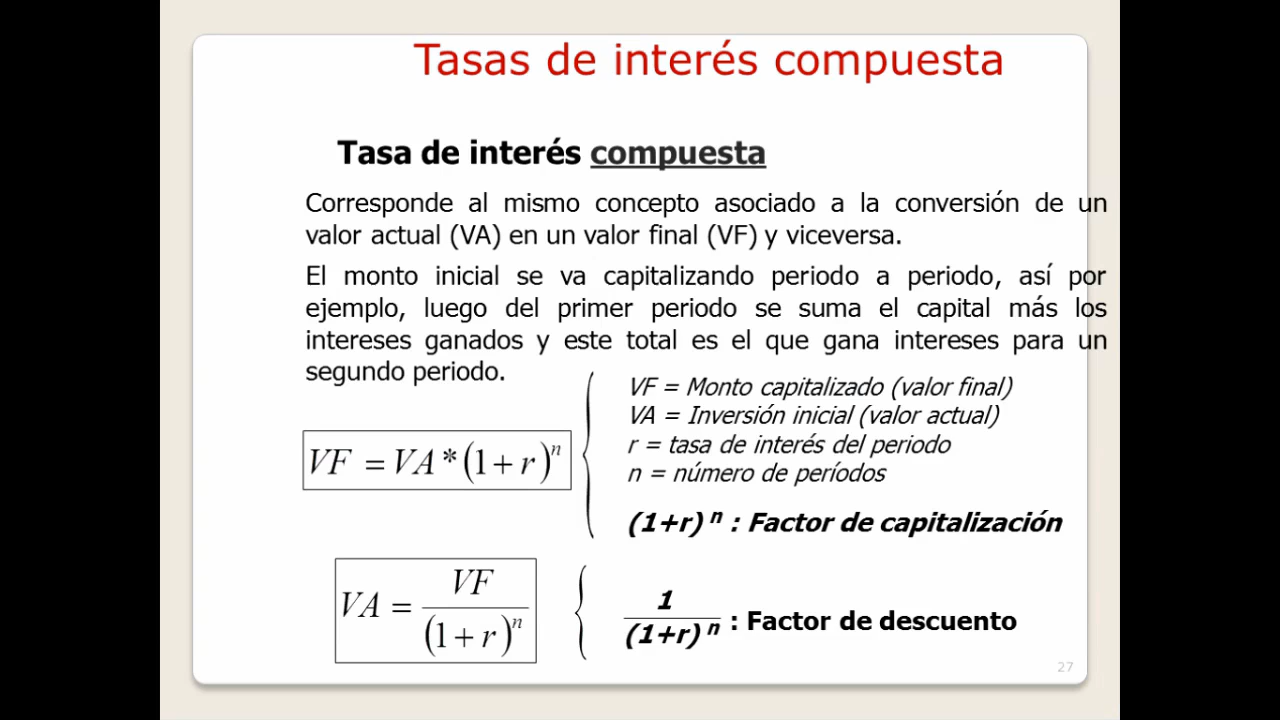 Tasas de interés compuesta
Tasa de interés compuesta
Corresponde al mismo concepto asociado a la conversión de un
valor actual (VA) en un valor final (VF) y viceversa.
El monto inicial se va capitalizando periodo a periodo, así por
ejemplo, luego del primer periodo se suma el capital más los
intereses ganados y este total es el que gana intereses para un
segundo periodo.
VF = VA * (1 + r)^n
VF = Monto capitalizado (valor final)
VA = Inversión inicial (valor actual)
r = tasa de interés del periodo
n = número de períodos
(1+r) ^n : Factor de capitalización
VA = VF / (1 + r)^n
1 / (1+r) ^n : Factor de descuento
27